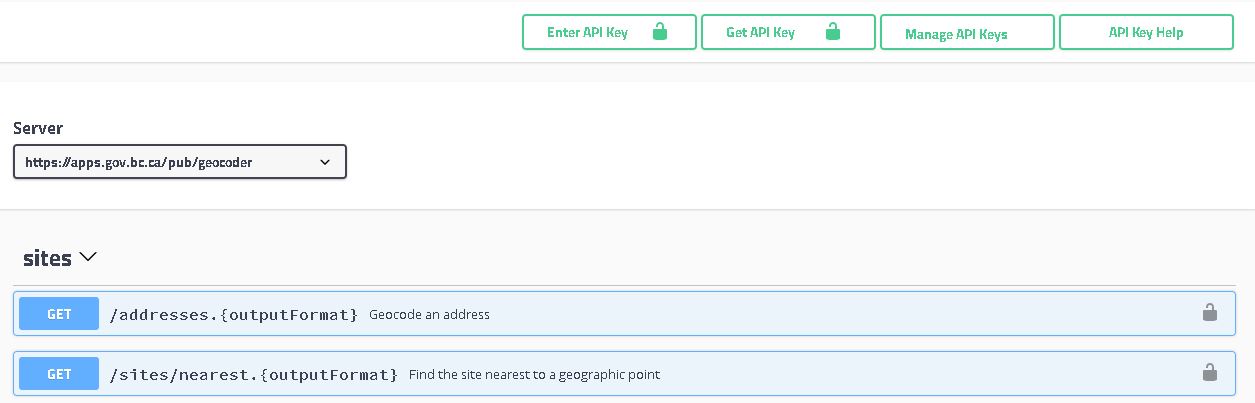 Enter API Key
Get API Key
Manage API Keys
API Key Help
Server
https://apps.gov.bc.ca/pub/geocoder
sites
GET /addresses.{outputFormat} Geocode an address
GET /sites/nearest.{outputFormat} Find the site nearest to a geographic point